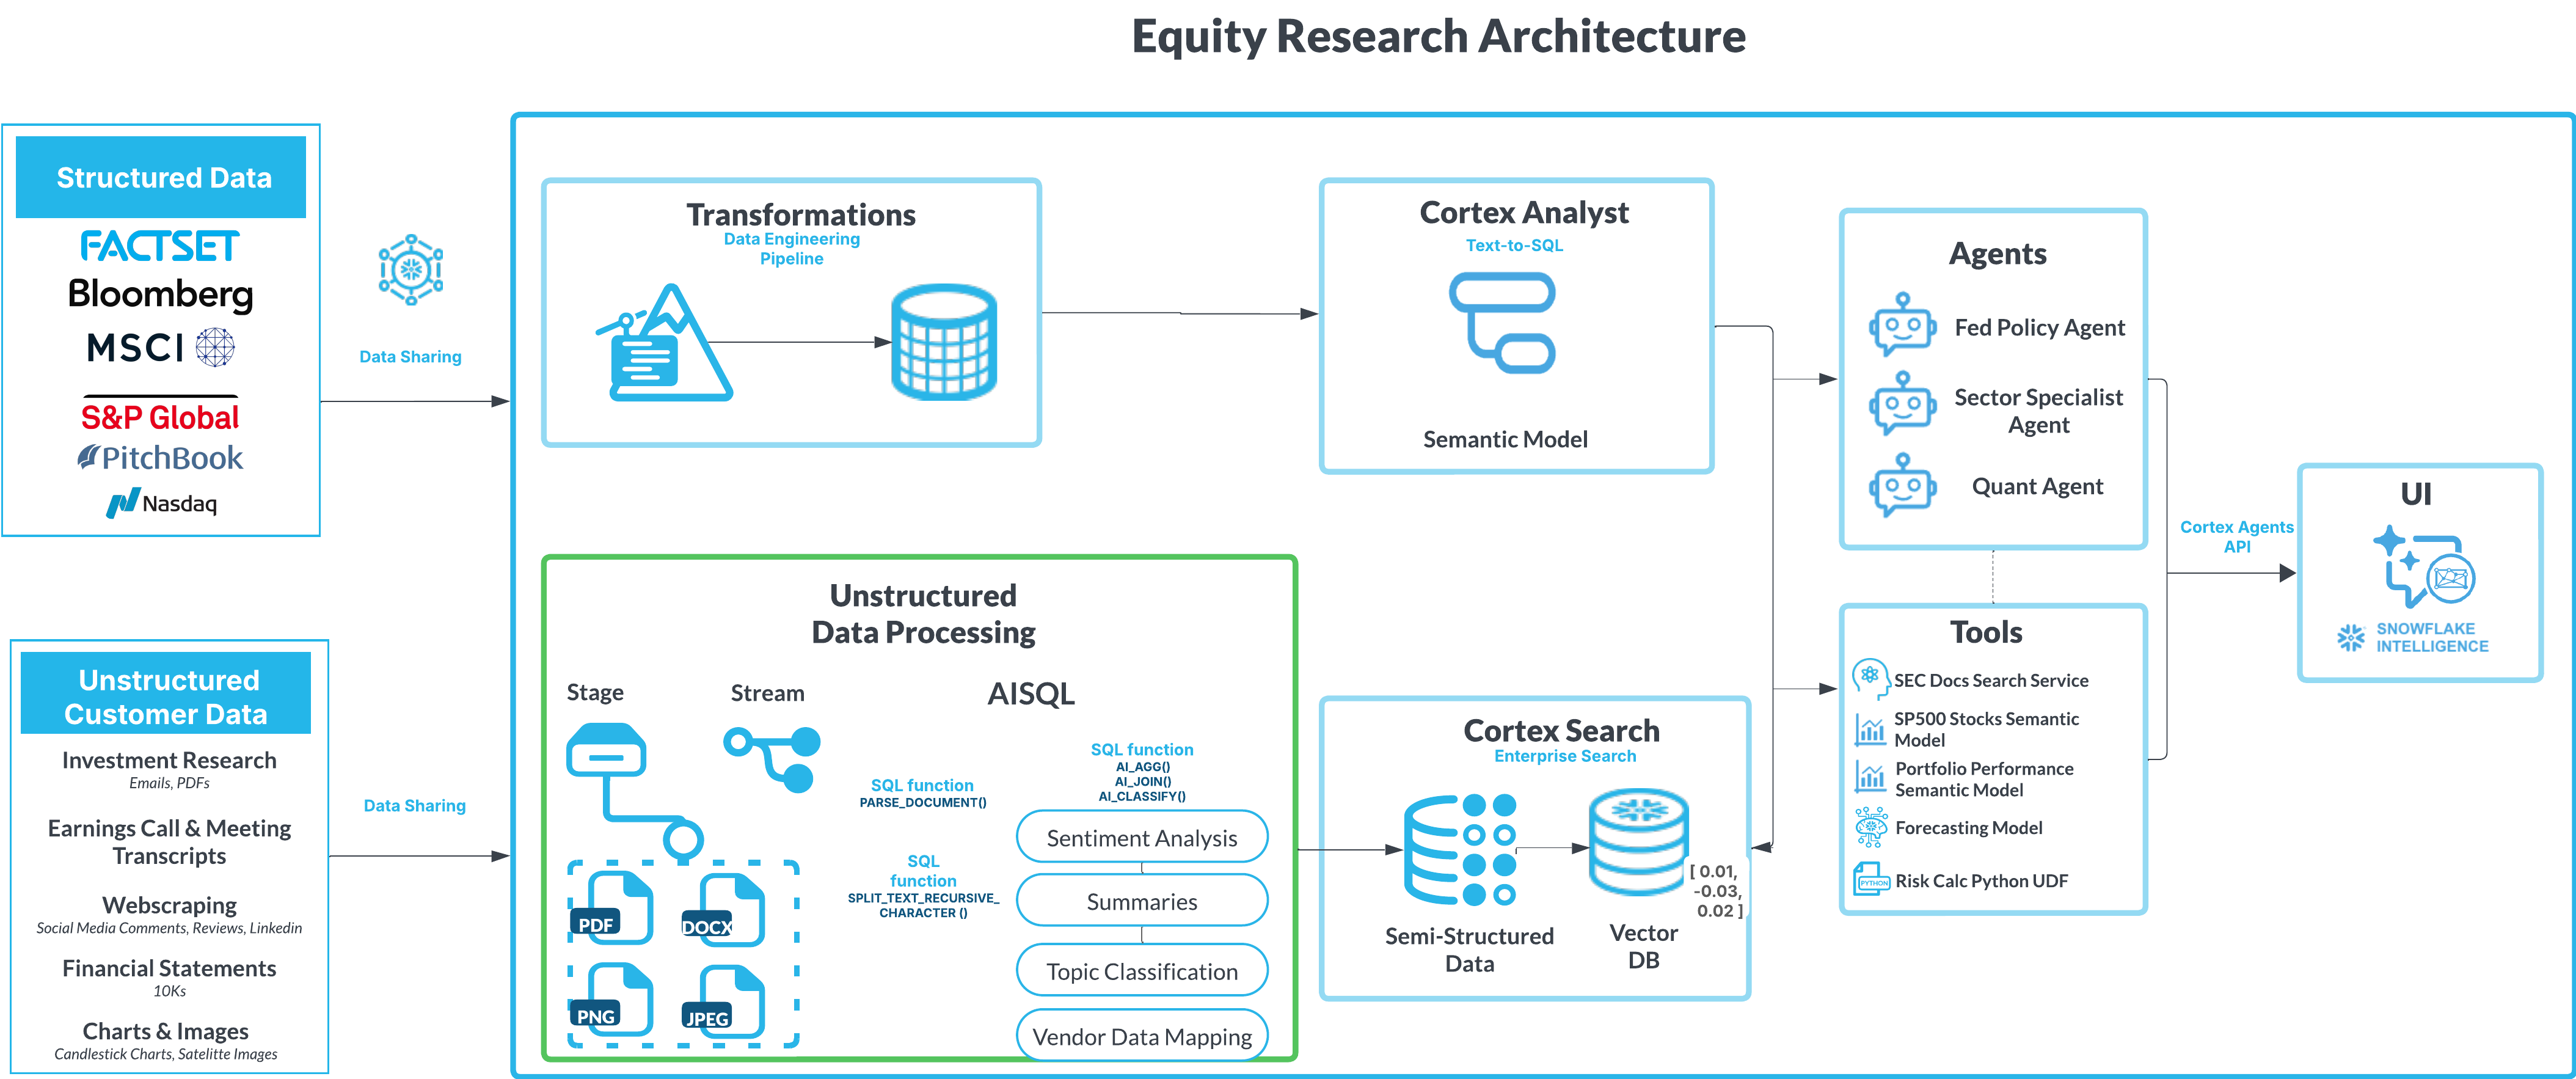 Equity Research Architecture
Structured Data
FACTSET
Bloomberg
MSCI
S&P Global
PitchBook
Nasdaq
Data Sharing
Unstructured
Customer Data
Investment Research
Emails, PDFs
Earnings Call & Meeting
Transcripts
Webscraping
Social Media Comments, Reviews, Linkedin
Financial Statements
10Ks
Charts & Images
Candlestick Charts, Satelitte Images
Data Sharing
Transformations
Data Engineering
Pipeline
Cortex Analyst
Text-to-SQL
Semantic Model
Unstructured
Data Processing
Stage
Stream
AISQL
PDF
DOCX
PNG
JPEG
SQL function
PARSE_DOCUMENT()
SQL
function
SPLIT_TEXT_RECURSIVE_
CHARACTER ()
SQL function
AI_AGG()
AI_JOIN()
AI_CLASSIFY()
Sentiment Analysis
Summaries
Topic Classification
Vendor Data Mapping
Cortex Search
Enterprise Search
[ 0.01,
-0.03,
0.02 ]
Semi-Structured
Data
Vector
DB
Agents
Fed Policy Agent
Sector Specialist
Agent
Quant Agent
Tools
SEC Docs Search Service
SP500 Stocks Semantic
Model
Portfolio Performance
Semantic Model
Forecasting Model
PYTHON
Risk Calc Python UDF
Cortex Agents
API
UI
SNOWFLAKE
INTELLIGENCE